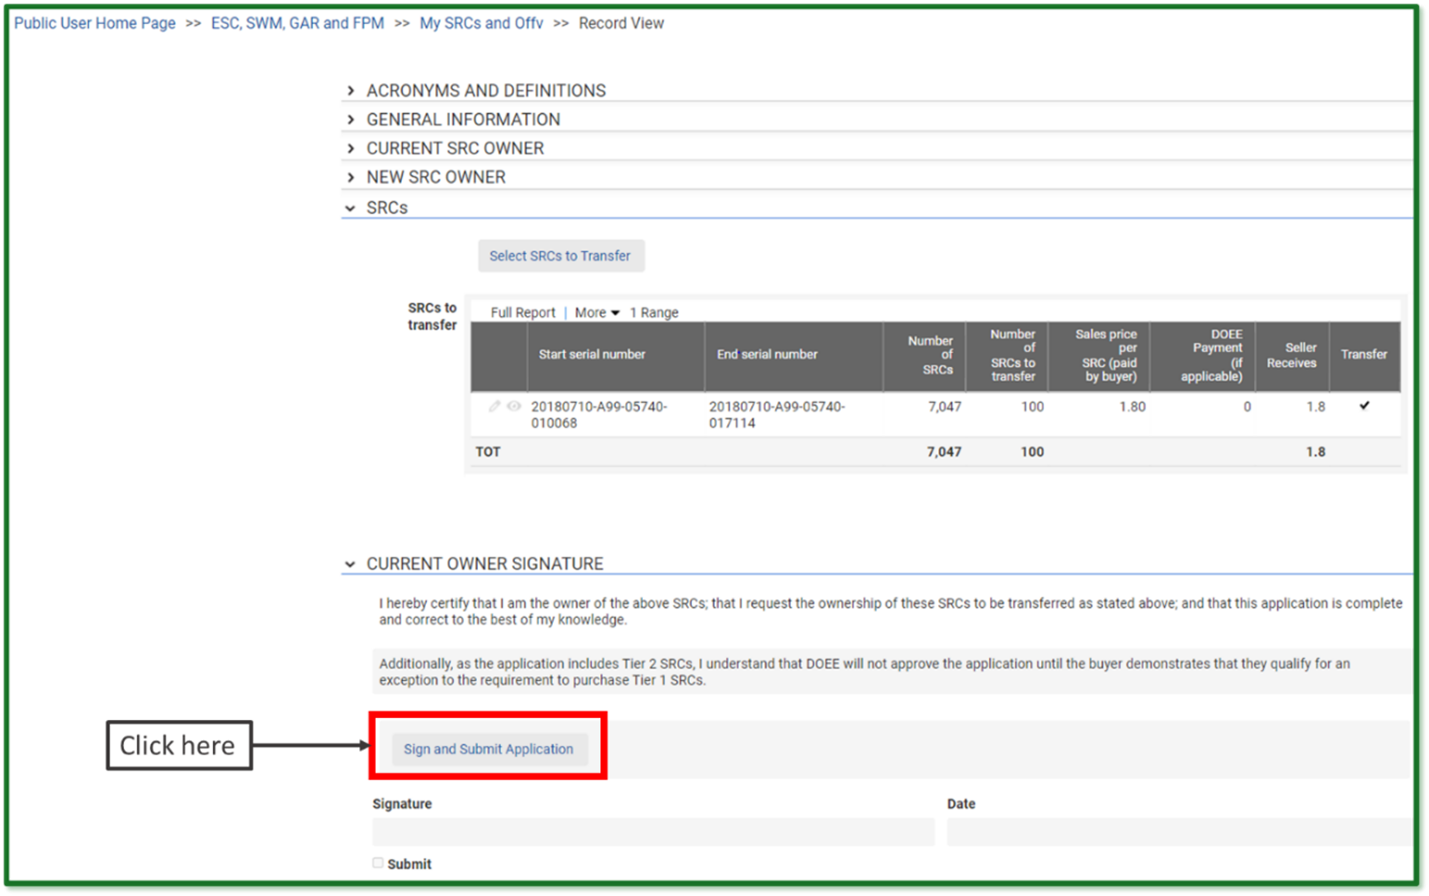 Public User Home Page >> ESC, SWM, GAR and FPM >> My SRCs and Offv >> Record View
ACRONYMS AND DEFINITIONS
GENERAL INFORMATION
CURRENT SRC OWNER
NEW SRC OWNER
SRCs
Select SRCs to Transfer
SRCs to
transfer
Full Report | More 1 Range
Start serial number
End serial number
Number
of
SRCs
Number
of
SRCs to
transfer
Sales price
per
SRC (paid
by buyer)
DOEE
Payment
(if
applicable)
Seller
Receives
Transfer
20180710-A99-05740-
010068
20180710-A99-05740-
017114
7,047
100
1.80
0
1.8
TOT 7,047 100 1.8
CURRENT OWNER SIGNATURE
I hereby certify that I am the owner of the above SRCs; that I request the ownership of these SRCs to be transferred as stated above; and that this application is complete
and correct to the best of my knowledge.
Additionally, as the application includes Tier 2 SRCs, I understand that DOEE will not approve the application until the buyer demonstrates that they qualify for an
exception to the requirement to purchase Tier 1 SRCs.
Click here
Sign and Submit Application
Signature
Date
Submit